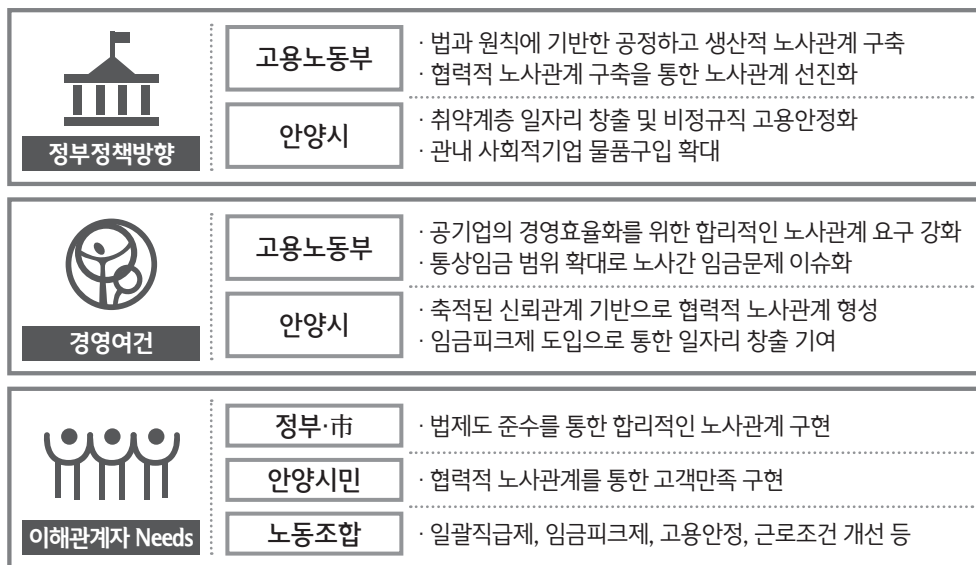 정부정책방향
고용노동부
· 법과 원칙에 기반한 공정하고 생산적 노사관계 구축
· 협력적 노사관계 구축을 통한 노사관계 선진화
안양시
· 취약계층 일자리 창출 및 비정규직 고용안정화
· 관내 사회적기업 물품구입 확대
경영여건
고용노동부
· 공기업의 경영효율화를 위한 합리적인 노사관계 요구 강화
· 통상임금 범위 확대로 노사간 임금문제 이슈화
안양시
· 축적된 신뢰관계 기반으로 협력적 노사관계 형성
· 임금피크제 도입으로 통한 일자리 창출 기여
이해관계자 Needs
정부·市
· 법제도 준수를 통한 합리적인 노사관계 구현
안양시민
· 협력적 노사관계를 통한 고객만족 구현
노동조합
· 일괄직급제, 임금피크제, 고용안정, 근로조건 개선 등